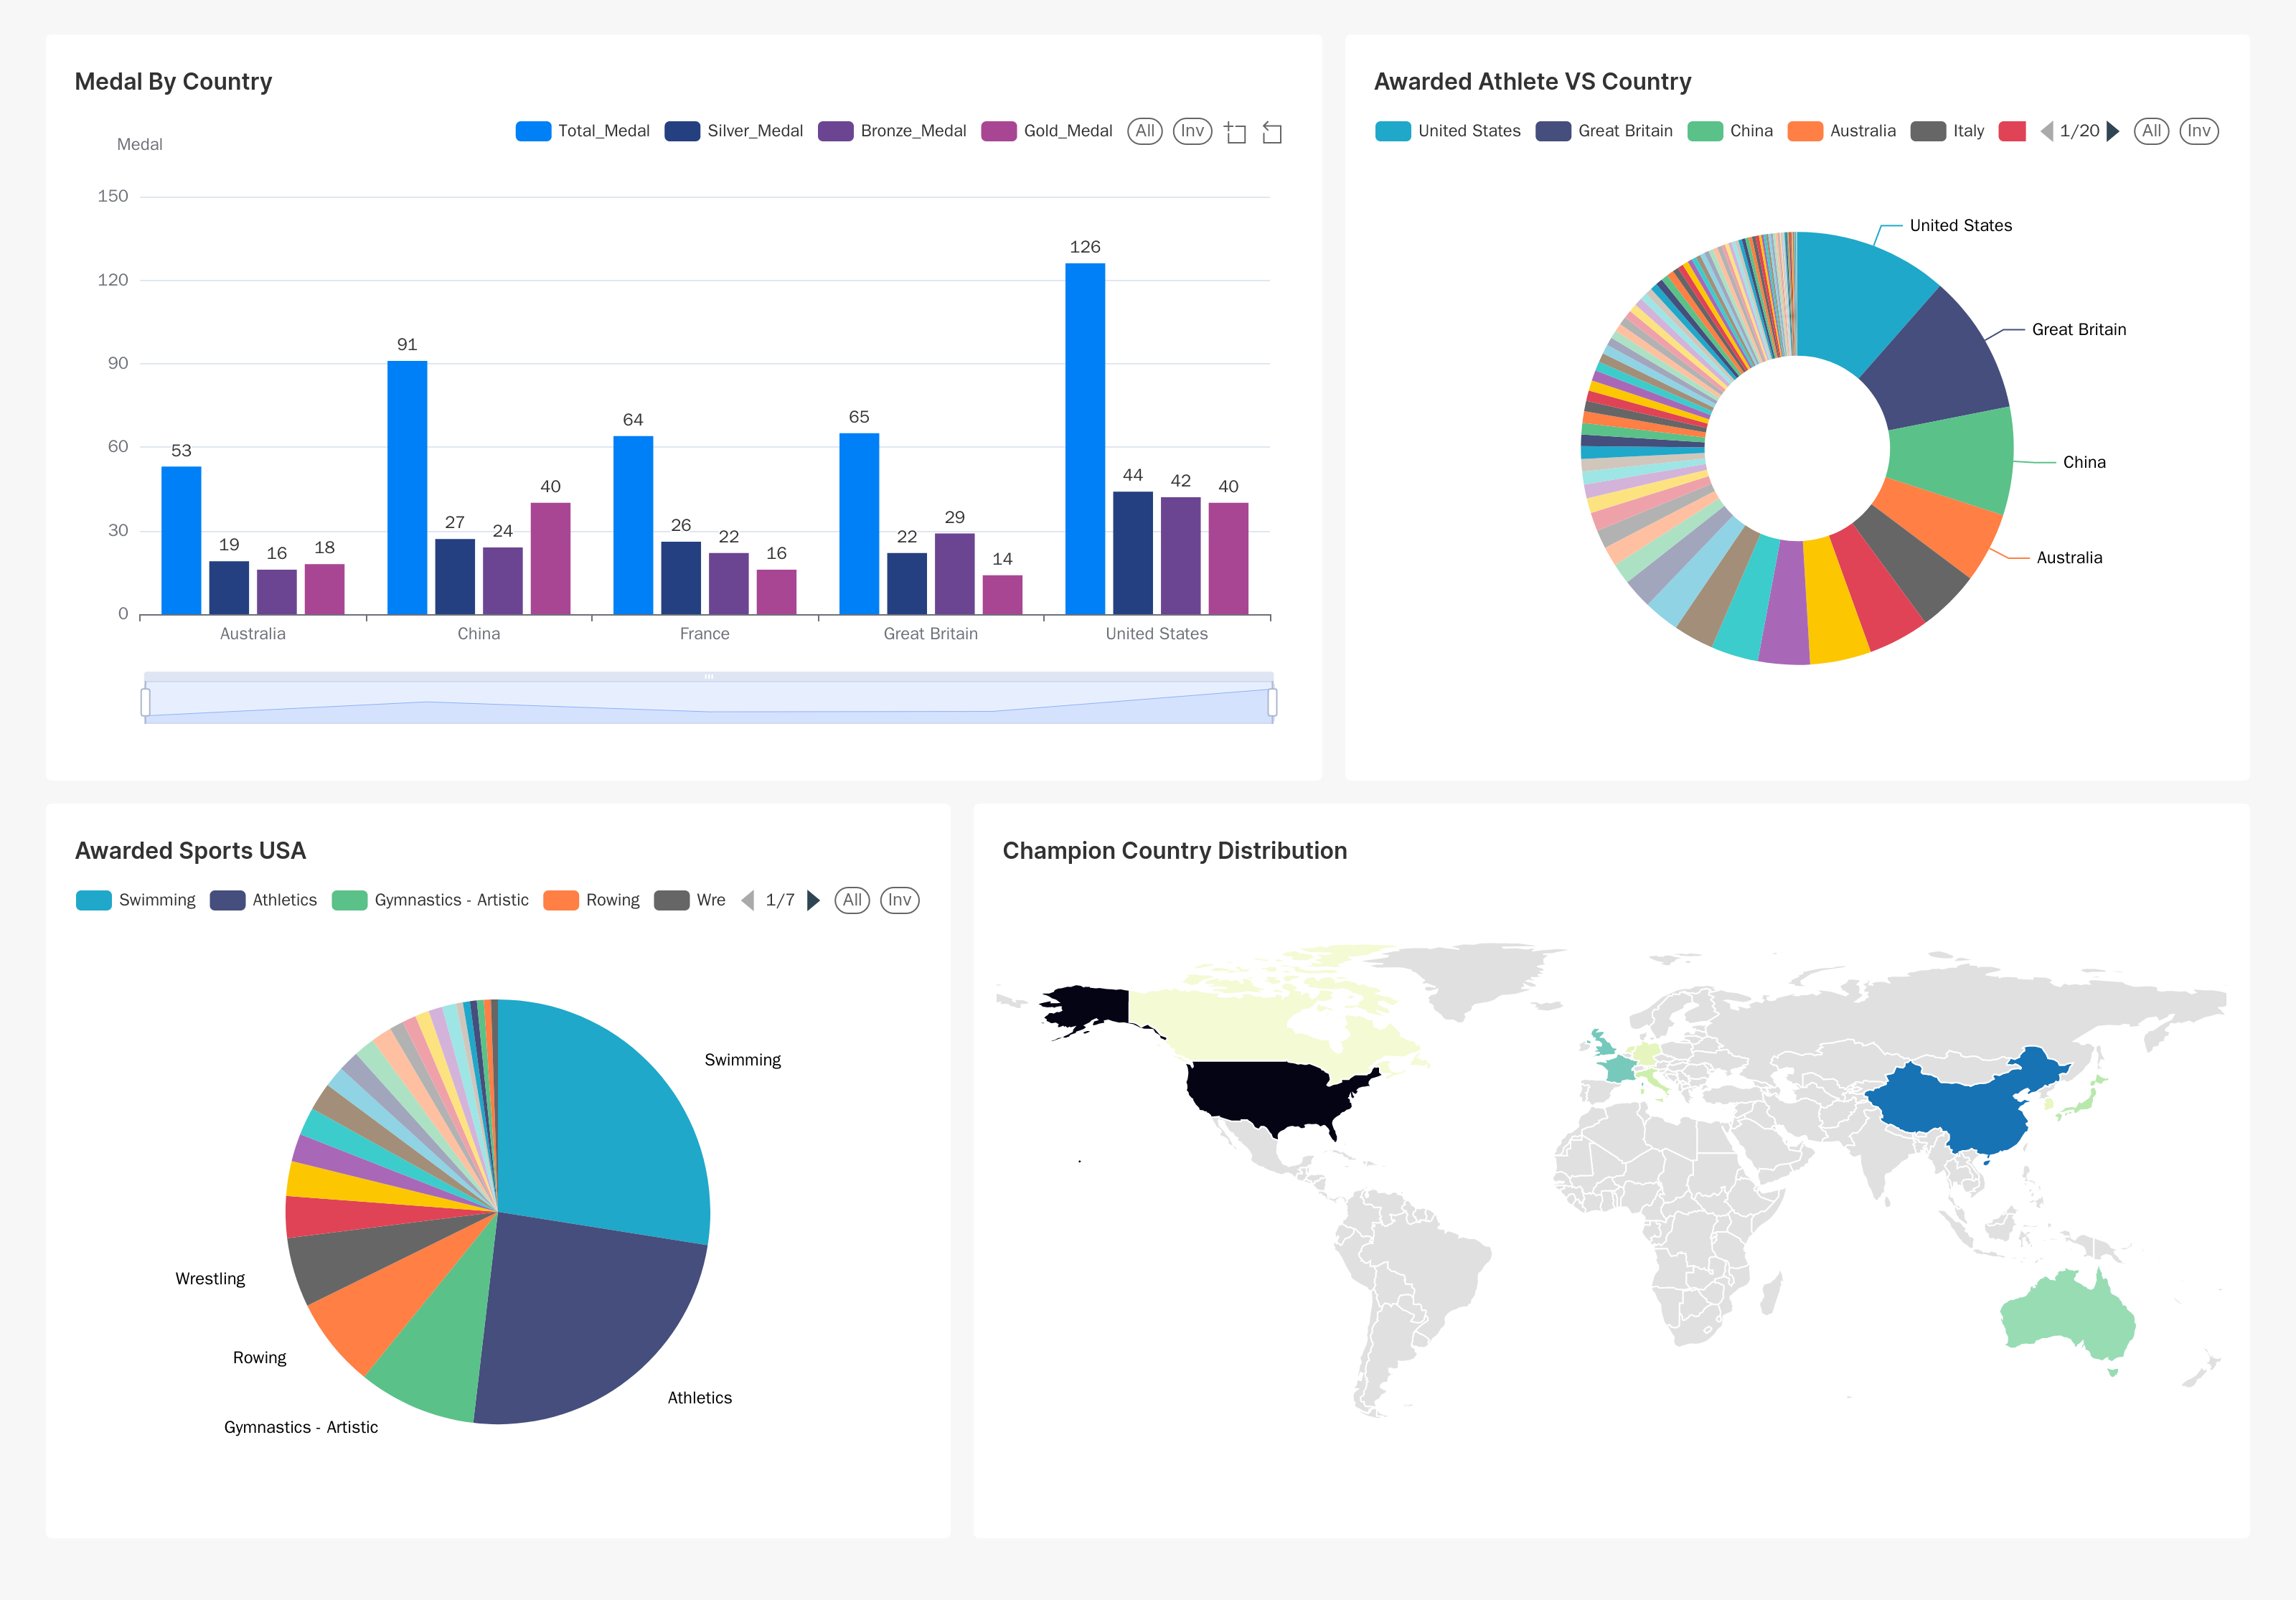 Medal By Country
Total_Medal Silver_Medal Bronze_Medal Gold_Medal All Inv
Medal
150
120
90
60
30
0
53 19 16 18
91 27 24 40
64 26 22 16
65 22 29 14
126 44 42 40
Australia China France Great Britain United States
Awarded Athlete VS Country
United States Great Britain China Australia Italy 1/20 All Inv
United States
Great Britain
China
Australia
Awarded Sports USA
Swimming Athletics Gymnastics - Artistic Rowing Wre 1/7 All Inv
Swimming
Wrestling
Rowing
Athletics
Gymnastics - Artistic
Champion Country Distribution